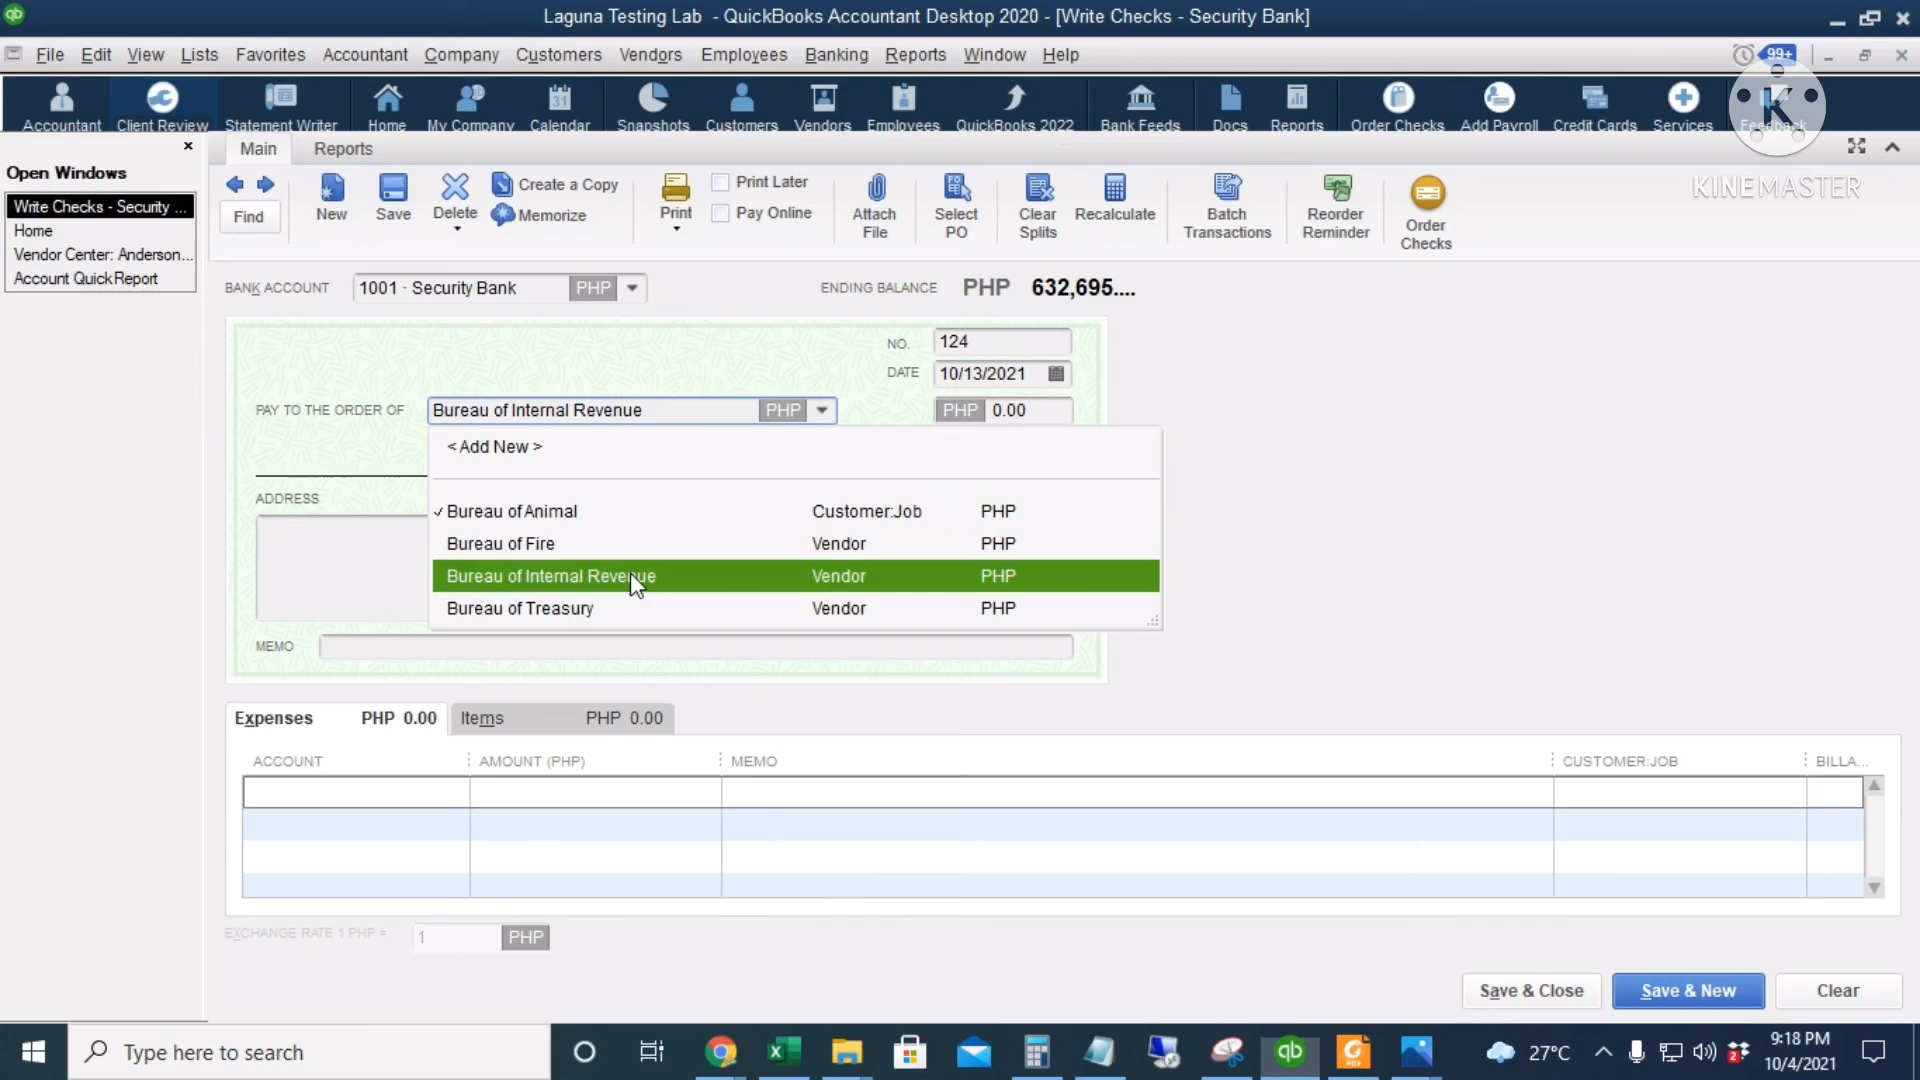 Laguna Testing Lab - QuickBooks Accountant Desktop 2020 - [Write Checks - Security Bank]
File Edit View Lists Favorites Accountant Company Customers Vendors Employees Banking Reports Window Help
99+
Accountant Client Review Statement Writer Home My Company Calendar Snapshots Customers Vendors Employees QuickBooks 2022 Bank Feeds Docs Reports Order Checks Add Payroll Credit Cards Services Feedback
K
KINEMASTER
Open Windows
Write Checks - Security ...
Home
Vendor Center: Anderson...
Account QuickReport
Main Reports
Find
New
Save
Delete
Create a Copy
Memorize
Print
Print Later
Pay Online
Attach File
Select PO
Clear Splits
Recalculate
Batch Transactions
Reorder Reminder
Order Checks
BANK ACCOUNT 1001 · Security Bank PHP ENDING BALANCE PHP 632,695....
NO. 124
DATE 10/13/2021
PAY TO THE ORDER OF Bureau of Internal Revenue PHP PHP 0.00
< Add New >
Bureau of Animal Customer:Job PHP
Bureau of Fire Vendor PHP
Bureau of Internal Revenue Vendor PHP
Bureau of Treasury Vendor PHP
ADDRESS
MEMO
Expenses PHP 0.00 Items PHP 0.00
ACCOUNT AMOUNT (PHP) MEMO CUSTOMER:JOB BILLA...
EXCHANGE RATE 1 PHP = 1 PHP
Save & Close Save & New Clear
Type here to search
27°C
9:18 PM
10/4/2021